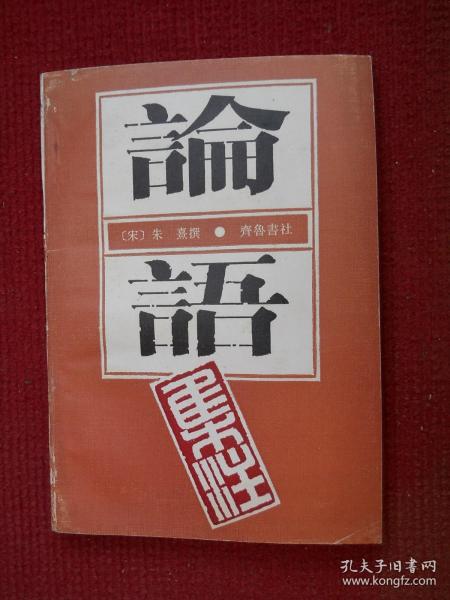 論
〔宋〕朱 熹撰 ● 齊魯書社
語
集注
孔夫子旧书网
www.kongfz.com